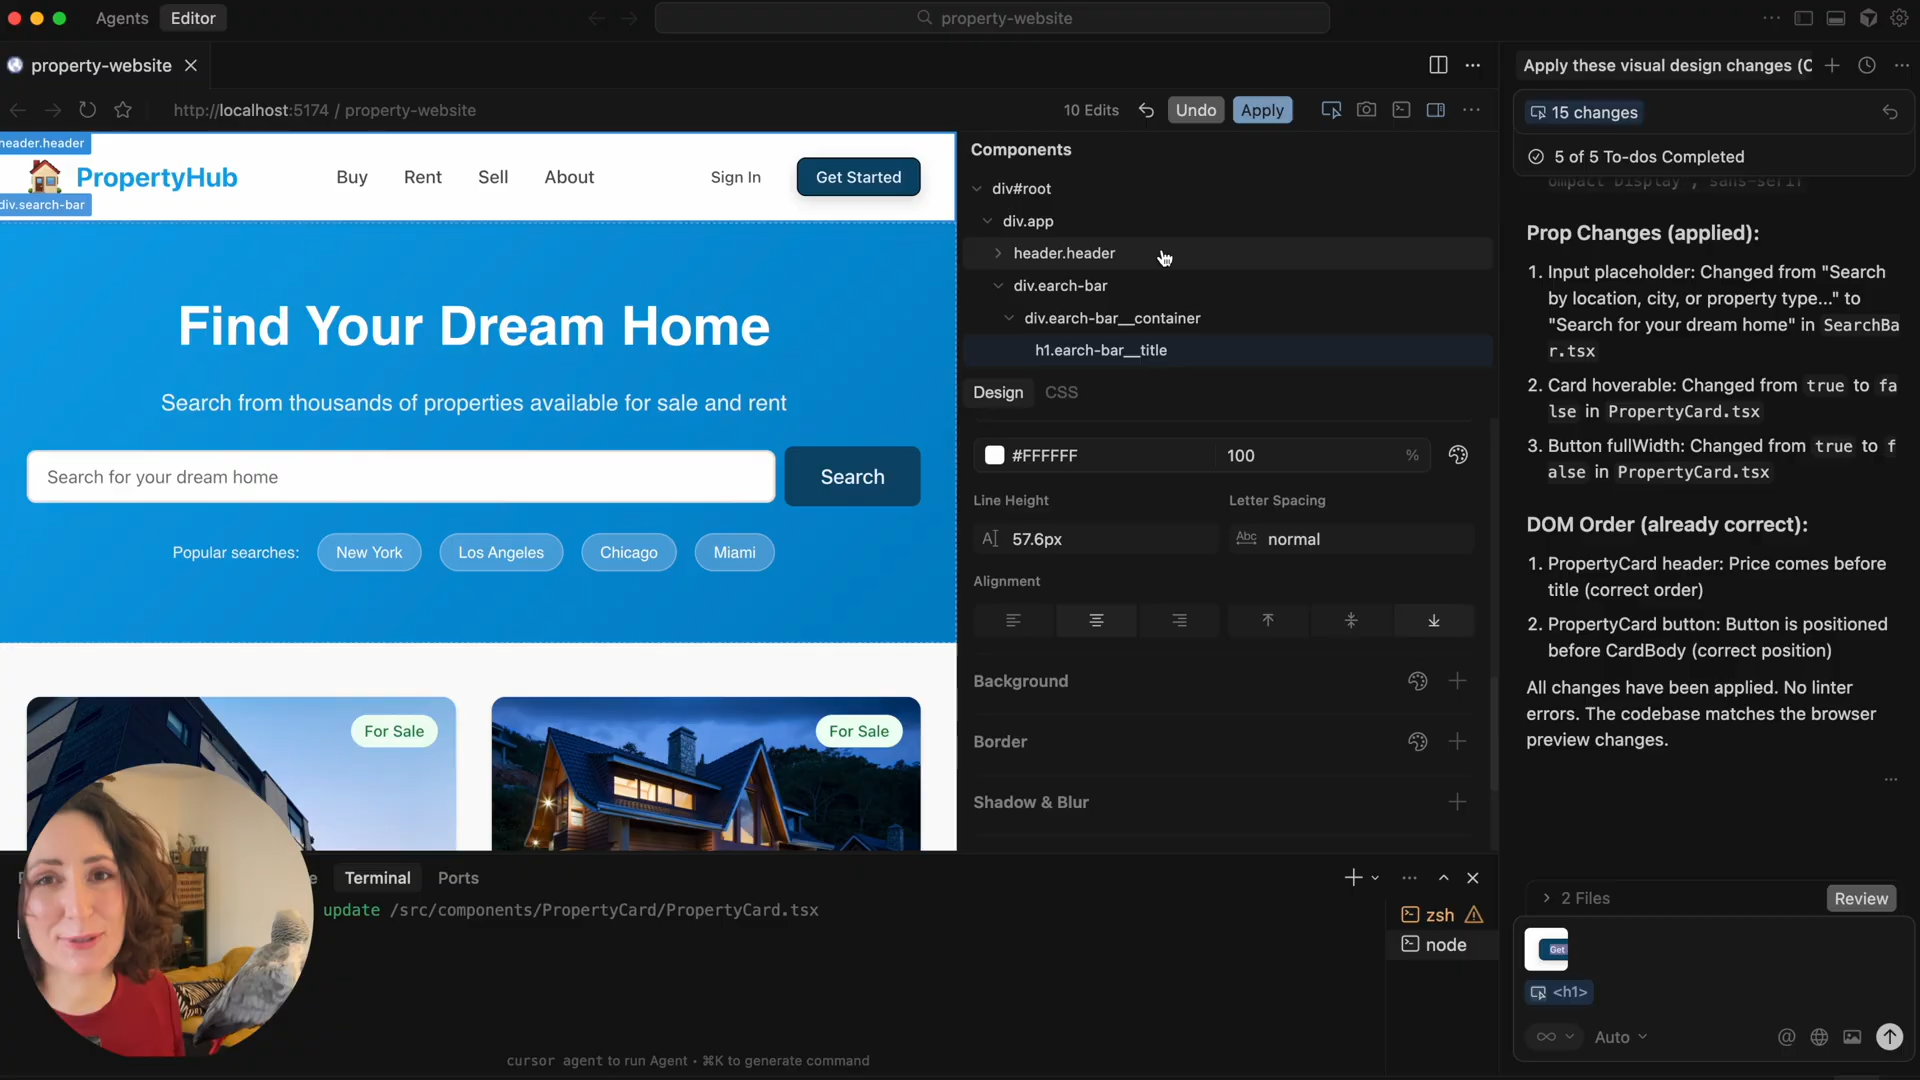 Agents
Editor
property-website
property-website
http://localhost:5174 / property-website
10 Edits
Undo
Apply
header.header
PropertyHub
Buy
Rent
Sell
About
Sign In
Get Started
div.search-bar
Find Your Dream Home
Search from thousands of properties available for sale and rent
Search for your dream home
Search
Popular searches:
New York
Los Angeles
Chicago
Miami
For Sale
For Sale
Components
div#root
div.app
header.header
div.earch-bar
div.earch-bar__container
h1.earch-bar__title
Design
CSS
#FFFFFF
100
%
Line Height
Letter Spacing
57.6px
Abc
normal
Alignment
Background
Border
Shadow & Blur
Terminal
Ports
update /src/components/PropertyCard/PropertyCard.tsx
zsh
node
cursor agent to run Agent • ⌘K to generate command
Apply these visual design changes (C
15 changes
5 of 5 To-dos Completed
ompact Display", sans-serif
Prop Changes (applied):
1. Input placeholder: Changed from "Search
by location, city, or property type..." to
"Search for your dream home" in SearchBa
r.tsx
2. Card hoverable: Changed from true to fa
lse in PropertyCard.tsx
3. Button fullWidth: Changed from true to f
alse in PropertyCard.tsx
DOM Order (already correct):
1. PropertyCard header: Price comes before
title (correct order)
2. PropertyCard button: Button is positioned
before CardBody (correct position)
All changes have been applied. No linter
errors. The codebase matches the browser
preview changes.
2 Files
Review
Get
<h1>
Auto